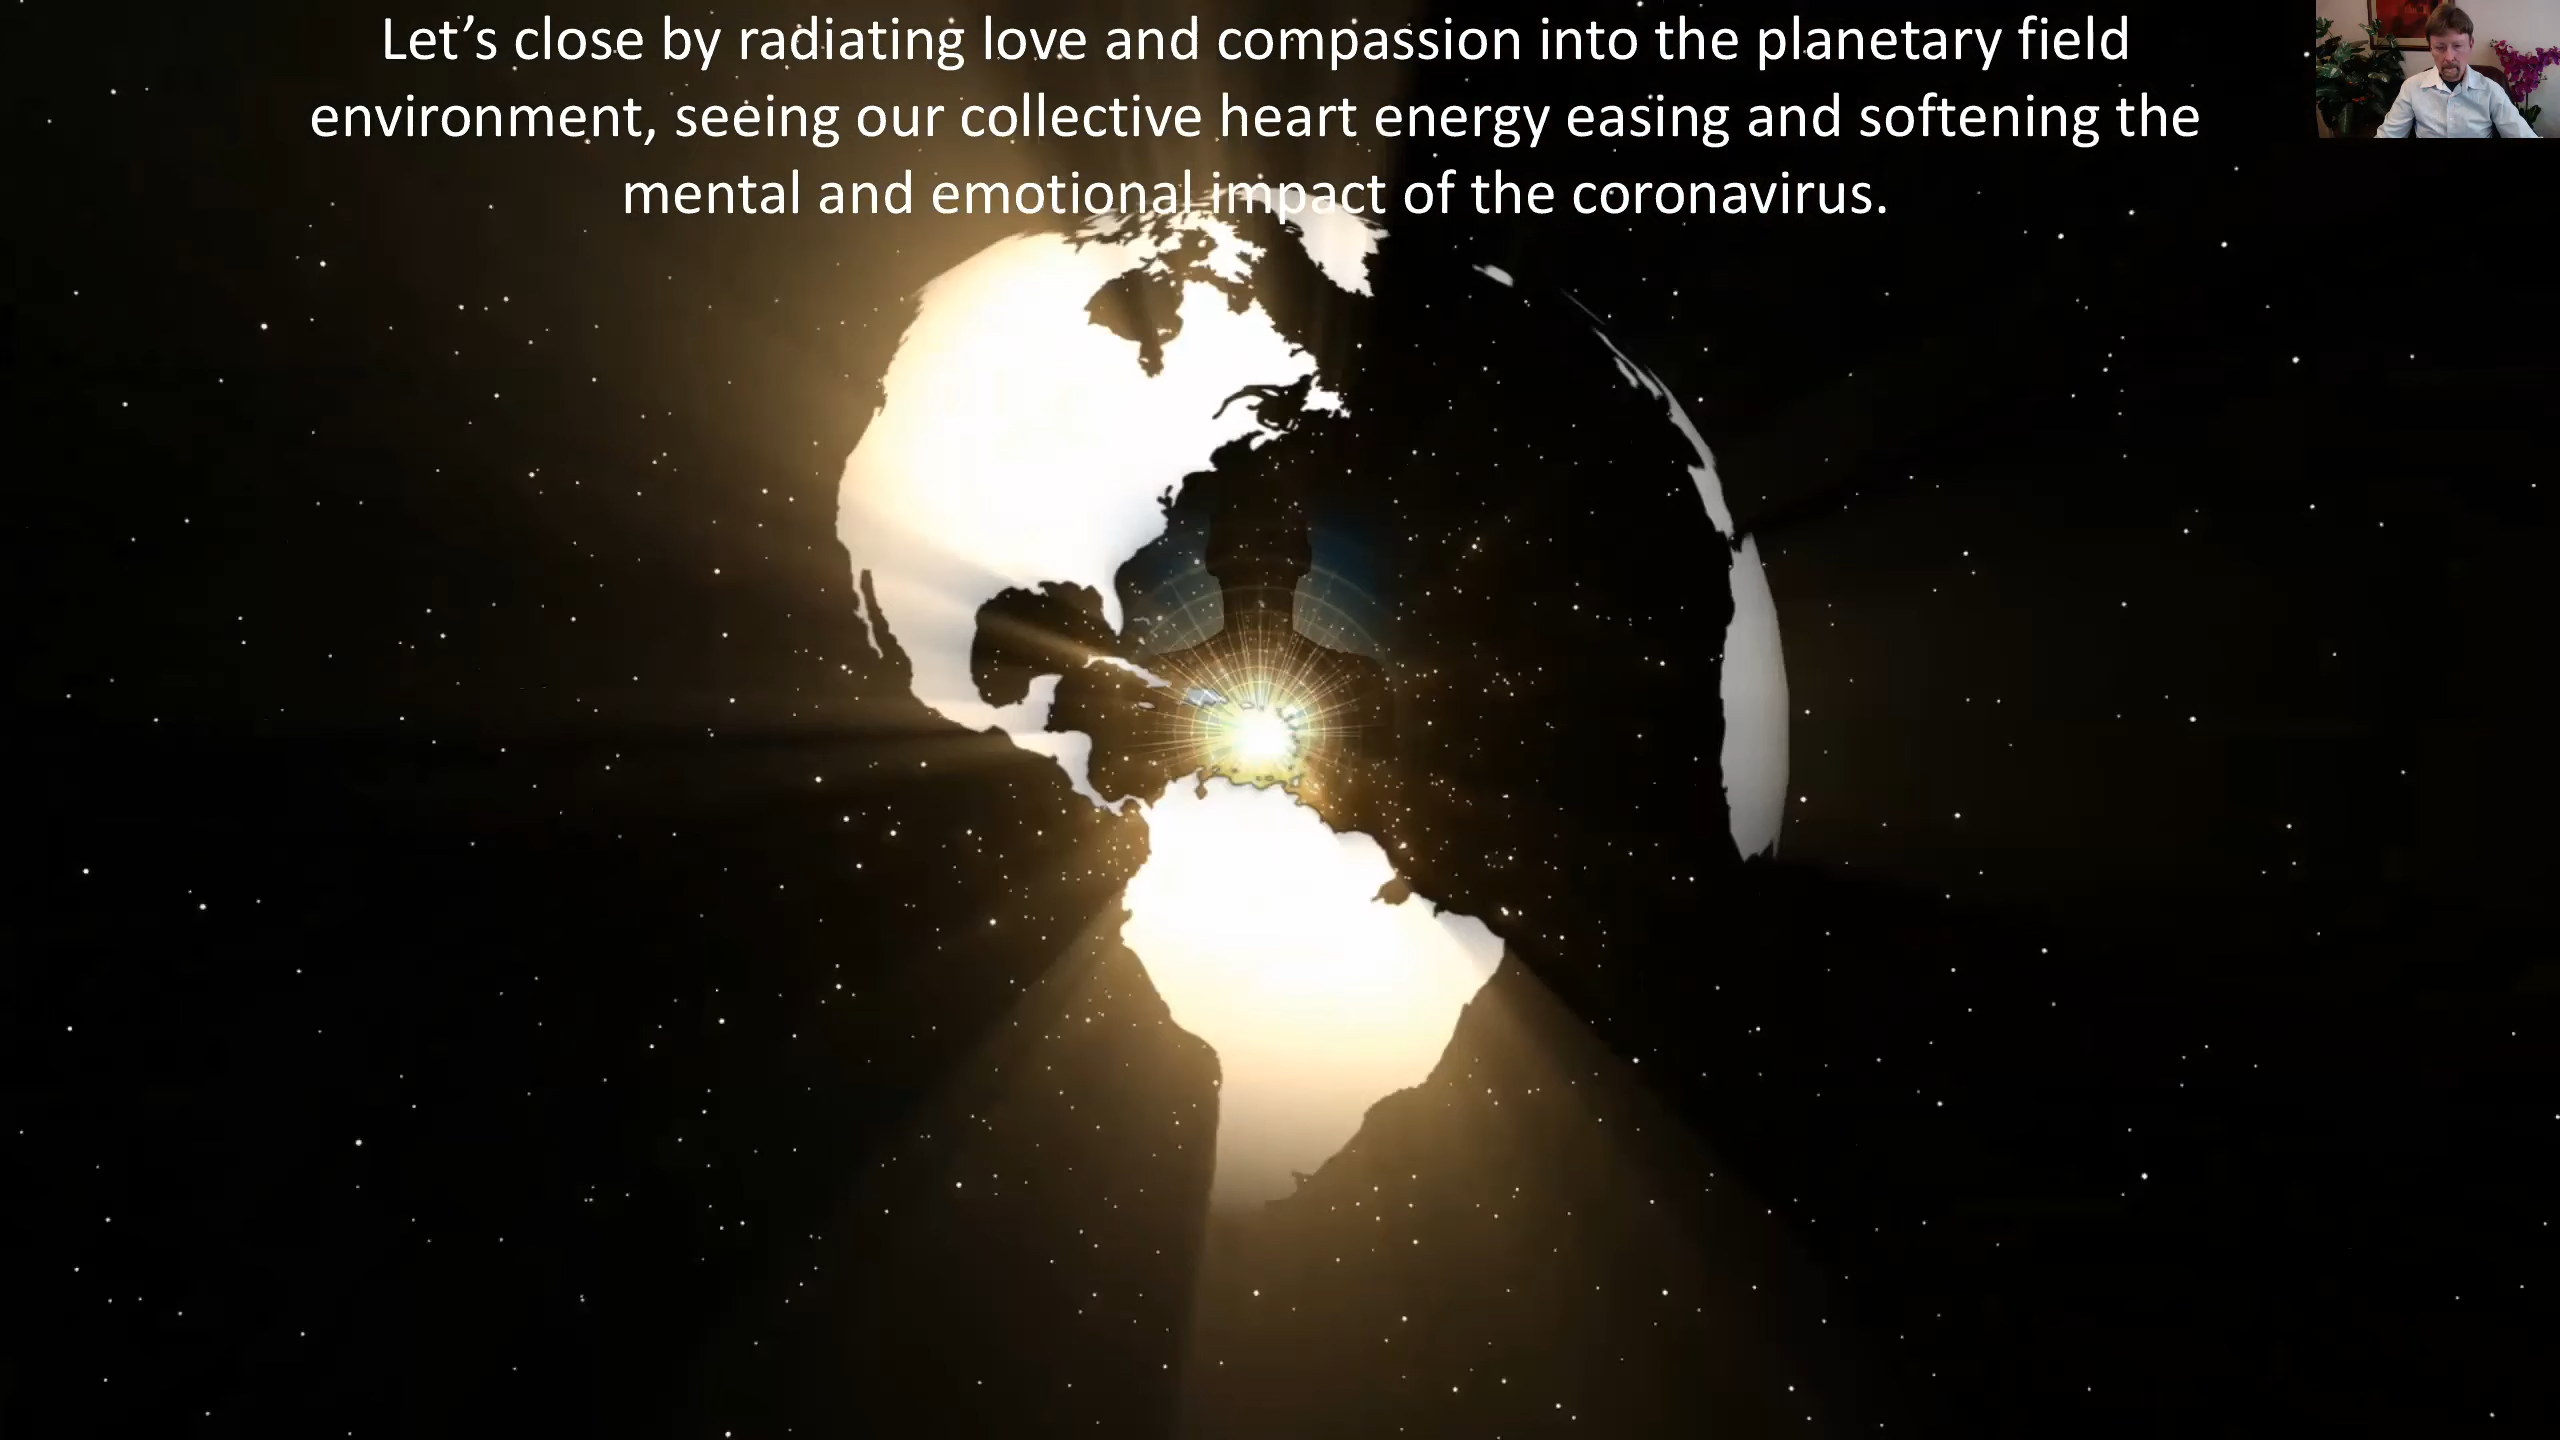 Let’s close by radiating love and compassion into the planetary field
environment, seeing our collective heart energy easing and softening the
mental and emotional impact of the coronavirus.